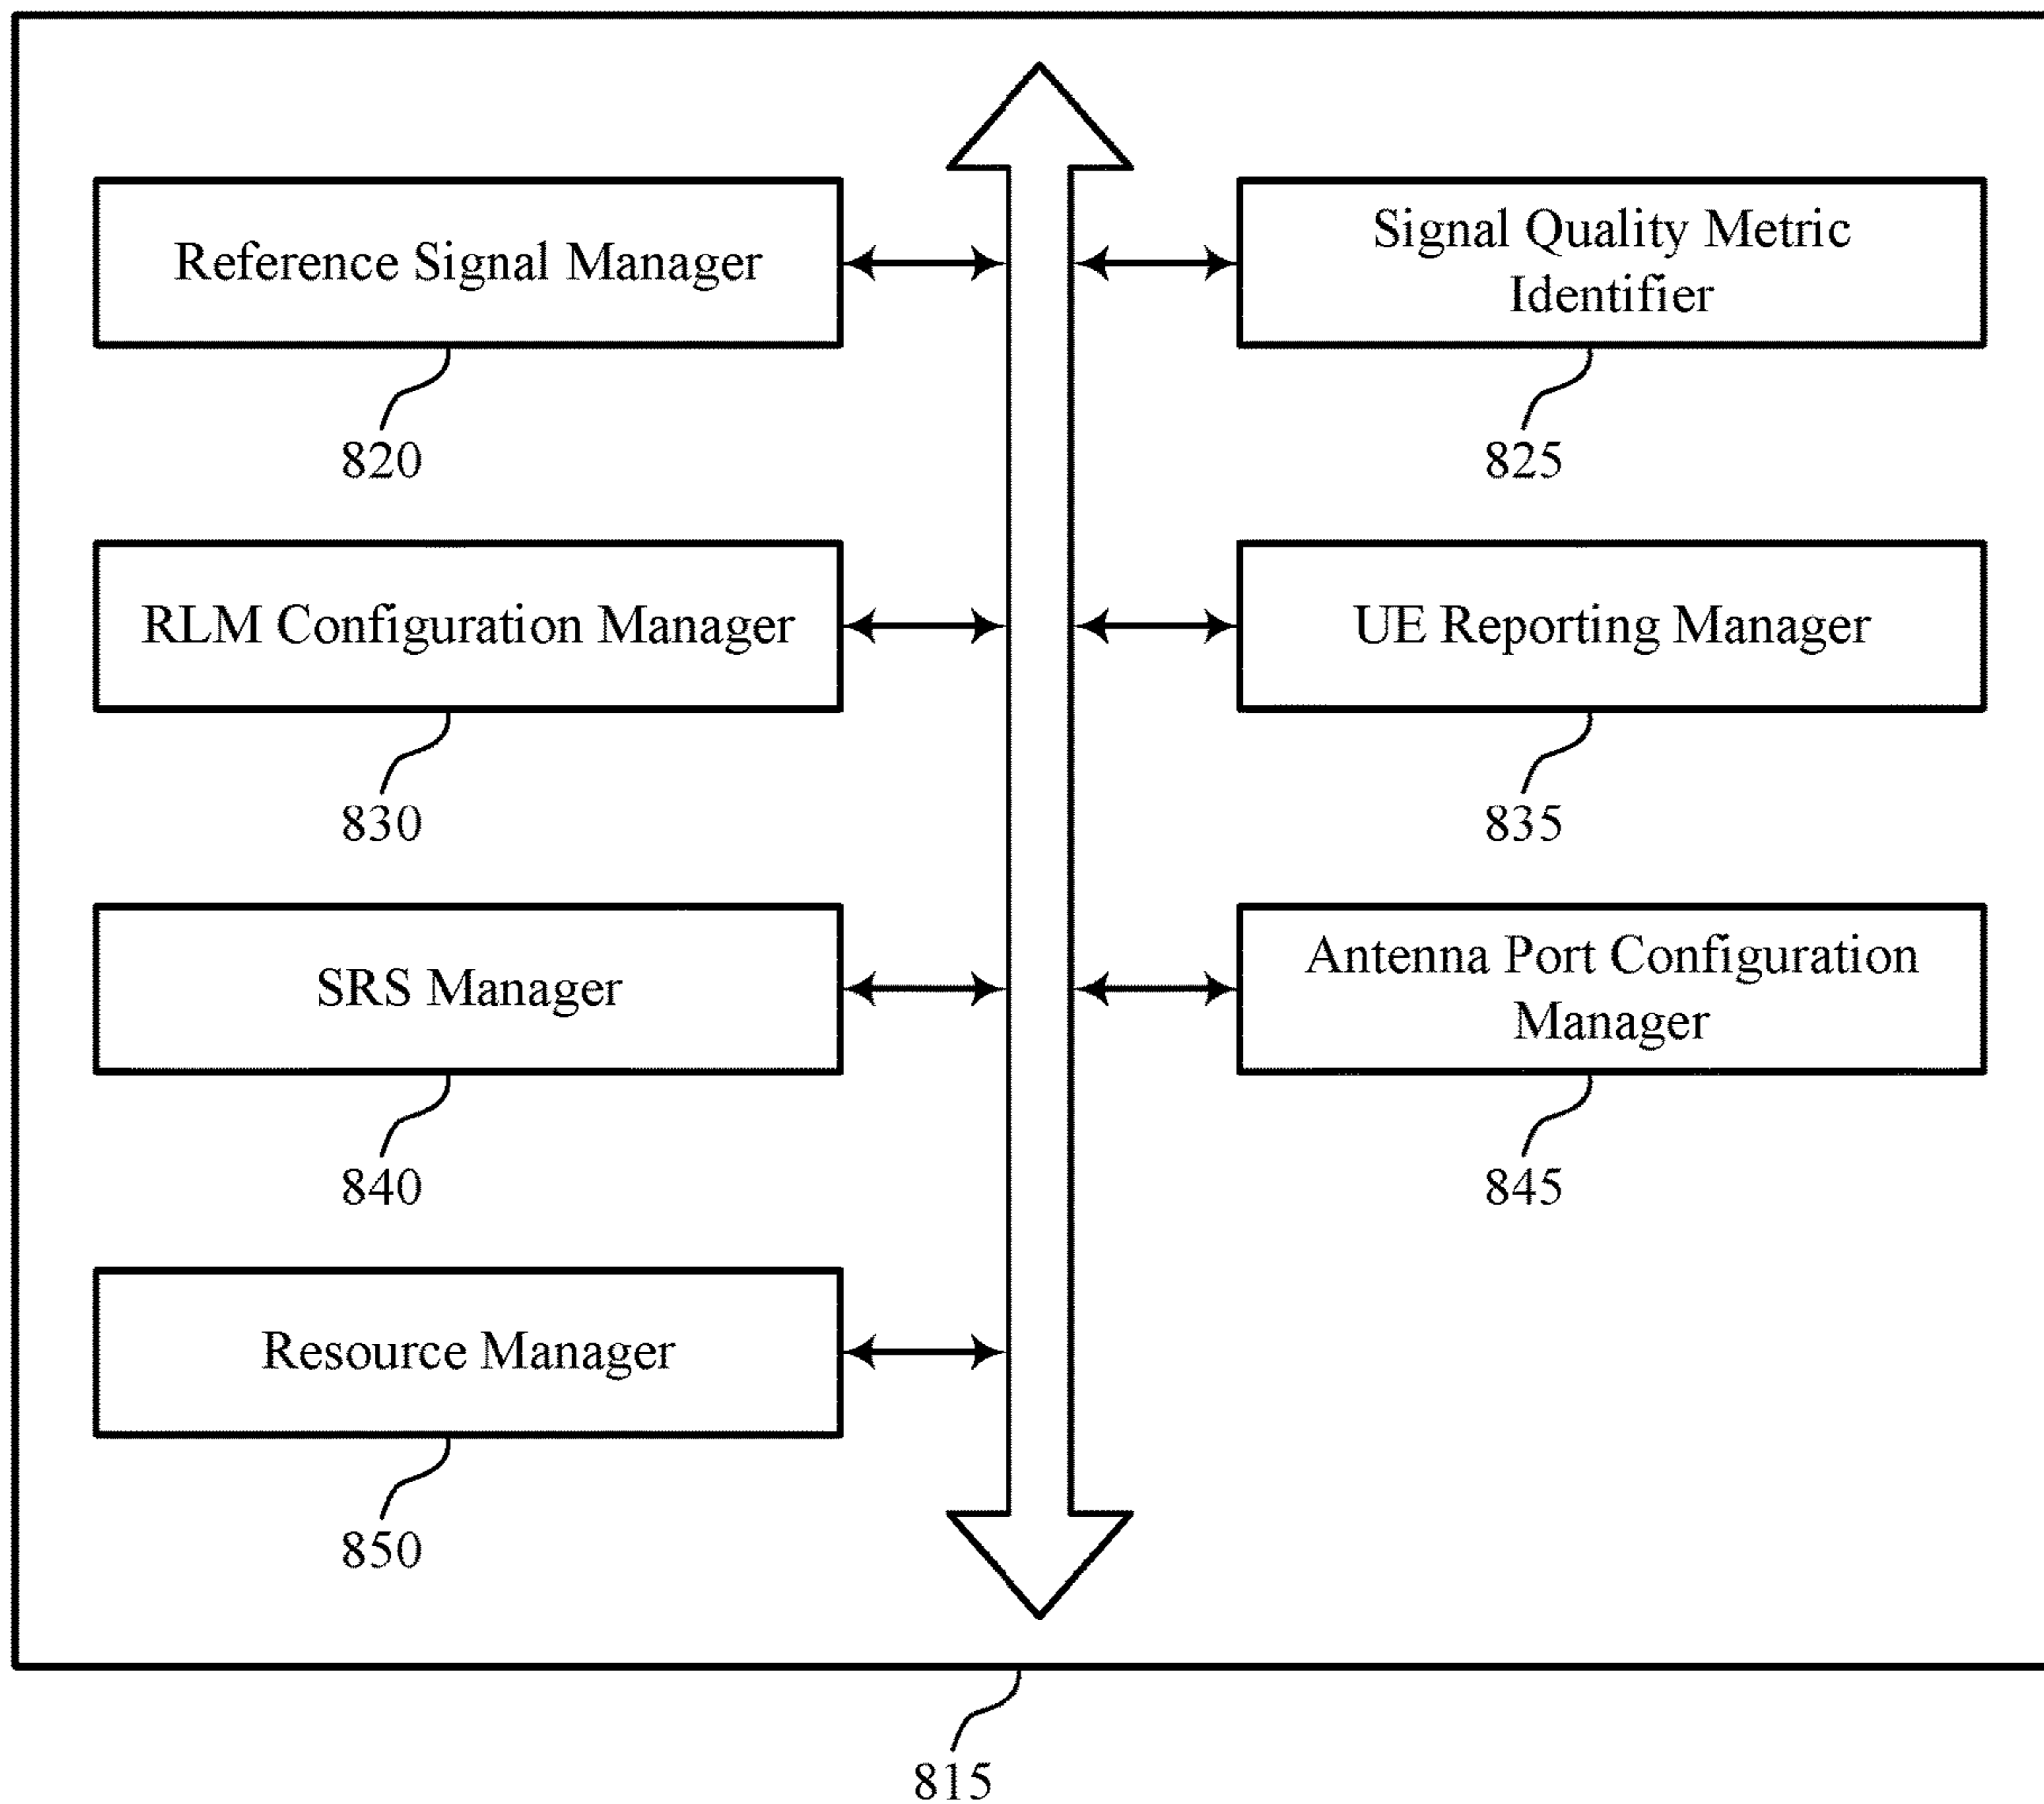 Reference Signal Manager
820
Signal Quality Metric
Identifier
825
RLM Configuration Manager
830
UE Reporting Manager
835
SRS Manager
840
Antenna Port Configuration
Manager
845
Resource Manager
850
815